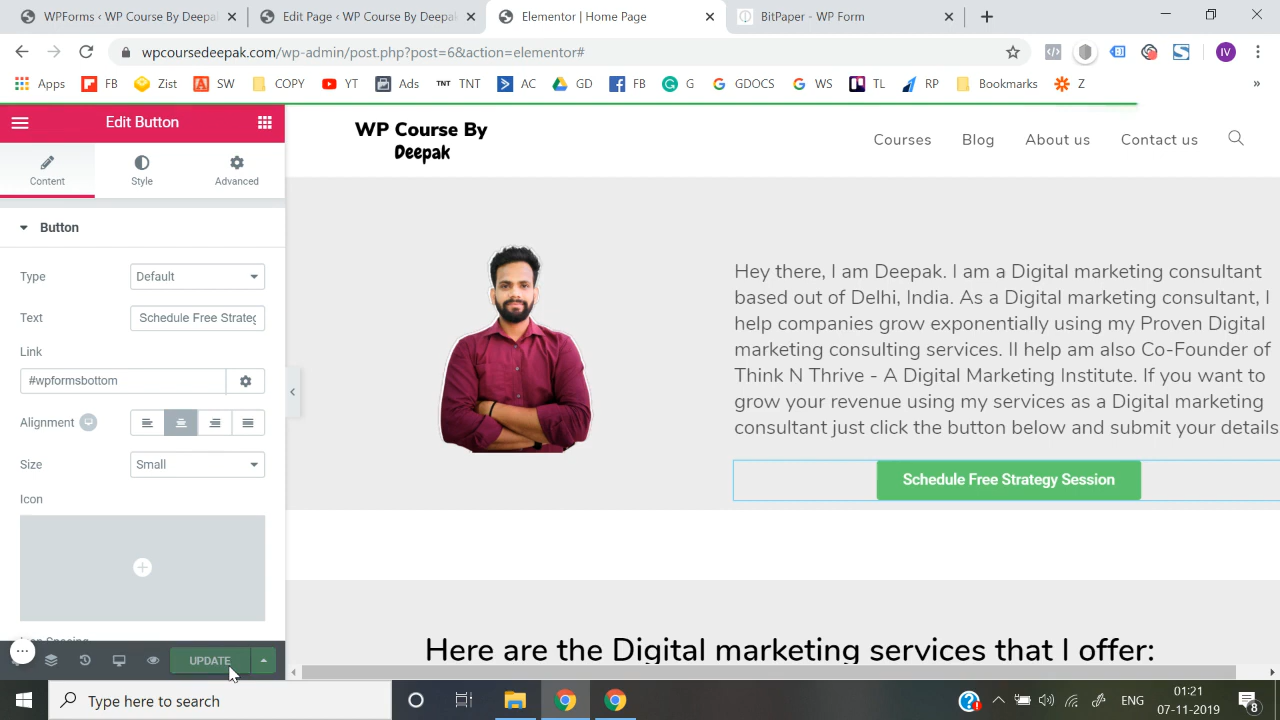 WPForms ‹ WP Course By Deepa
Edit Page ‹ WP Course By Deepak
Elementor | Home Page
BitPaper - WP Form
wpcoursedeepak.com/wp-admin/post.php?post=6&action=elementor#
IV
Apps
FB
Zist
SW
COPY
YT
Ads
TNT TNT
AC
GD
FB
G
GDOCS
WS
TL
RP
Bookmarks
Z
»
Edit Button
Content
Style
Advanced
Button
Type
Default
Text
Schedule Free Strateg
Link
#wpformsbottom
Alignment
Size
Small
Icon
UPDATE
WP Course By
Deepak
Courses
Blog
About us
Contact us
Hey there, I am Deepak. I am a Digital marketing consultant
based out of Delhi, India. As a Digital marketing consultant, I
help companies grow exponentially using my Proven Digital
marketing consulting services. II help am also Co-Founder of
Think N Thrive - A Digital Marketing Institute. If you want to
grow your revenue using my services as a Digital marketing
consultant just click the button below and submit your details
Schedule Free Strategy Session
Here are the Digital marketing services that I offer:
Type here to search
ENG
01:21
07-11-2019
8